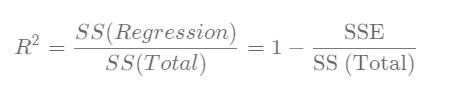 R² = SS(Regression) / SS(Total) = 1 − SSE / SS (Total)